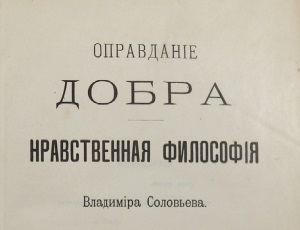 ОПРАВДАНІЕ
ДОБРА
НРАВСТВЕННАЯ ФИЛОСОФІЯ
Владиміра Соловьева.